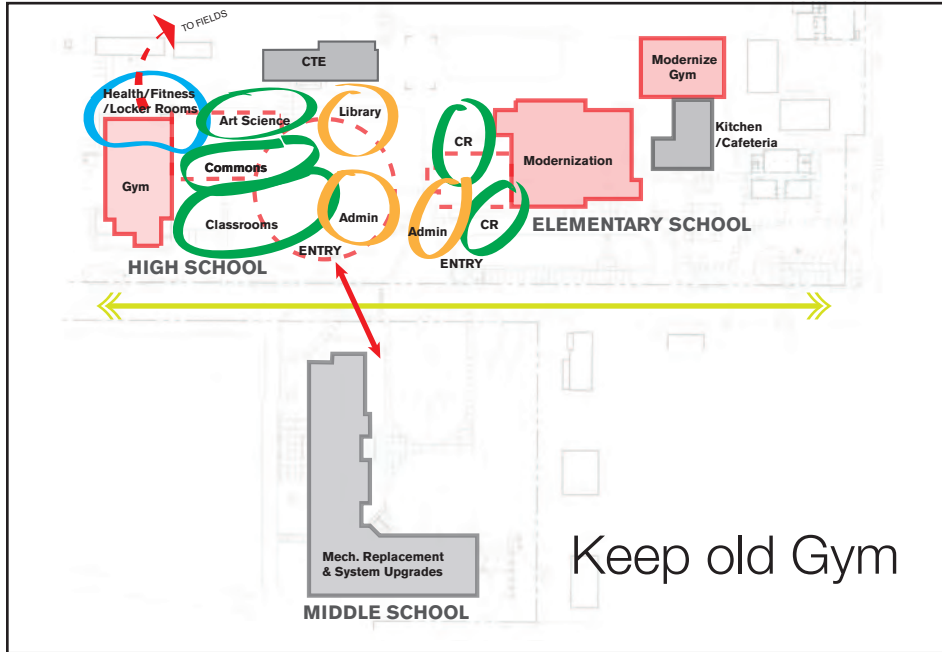 TO FIELDS
CTE
Health/Fitness
/Locker Rooms
Art Science
Library
Commons
Gym
Classrooms
Admin
ENTRY
HIGH SCHOOL
CR
Modernization
Modernize
Gym
Kitchen
/Cafeteria
Admin
CR
ENTRY
ELEMENTARY SCHOOL
Mech. Replacement
& System Upgrades
MIDDLE SCHOOL
Keep old Gym